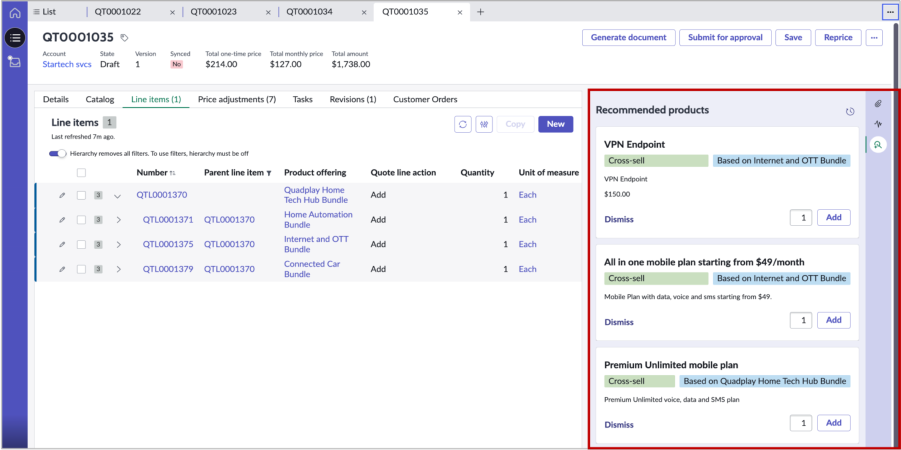 List QT0001022 × QT0001023 × QT0001034 × QT0001035 × +
QT0001035
Generate document Submit for approval Save Reprice ...
Account State Version Synced Total one-time price Total monthly price Total amount
Startech svcs Draft 1 No $214.00 $127.00 $1,738.00
Details Catalog Line items (1) Price adjustments (7) Tasks Revisions (1) Customer Orders
Line items 1
Last refreshed 7m ago.
Copy New
Hierarchy removes all filters. To use filters, hierarchy must be off
Number Parent line item Product offering Quote line action Quantity Unit of measure
3 QTL0001370 Quadplay Home Add 1 Each
Tech Hub Bundle
3 QTL0001371 QTL0001370 Home Automation Add 1 Each
Bundle
3 QTL0001375 QTL0001370 Internet and OTT Add 1 Each
Bundle
3 QTL0001379 QTL0001370 Connected Car Add 1 Each
Bundle
Recommended products
VPN Endpoint
Cross-sell Based on Internet and OTT Bundle
VPN Endpoint
$150.00
Dismiss 1 Add
All in one mobile plan starting from $49/month
Cross-sell Based on Internet and OTT Bundle
Mobile Plan with data, voice and sms starting from $49.
Dismiss 1 Add
Premium Unlimited mobile plan
Cross-sell Based on Quadplay Home Tech Hub Bundle
Premium Unlimited voice, data and SMS plan
Dismiss 1 Add